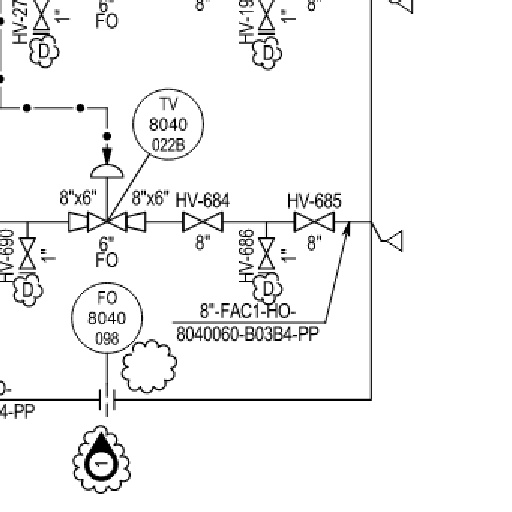 HV-27
1"
6"
FO
D
8"
HV-19
1"
8"
D
TV
8040
022B
8"x6"
8"x6"
HV-684
HV-685
HV-690
1"
6"
FO
8"
HV-686
1"
8"
D
D
FO
8040
098
8"-FAC1-HO-
8040060-B03B4-PP
4-PP
1